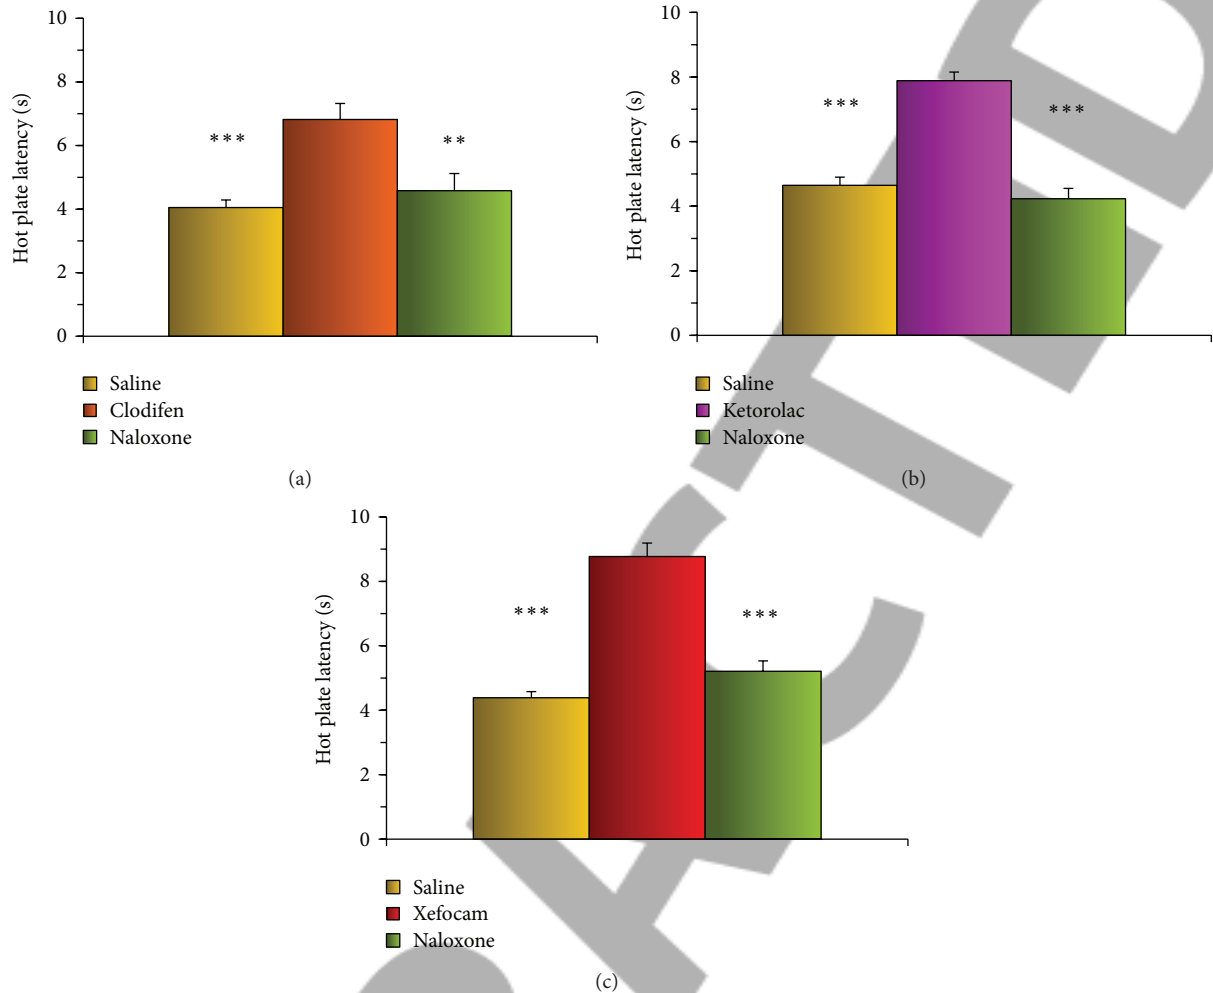 10
8
6
4
2
0
Hot plate latency (s)
***
**
Saline
Clodifen
Naloxone
(a)
10
8
6
4
2
0
Hot plate latency (s)
***
***
Saline
Ketorolac
Naloxone
(b)
10
8
6
4
2
0
Hot plate latency (s)
***
***
Saline
Xefocam
Naloxone
(c)